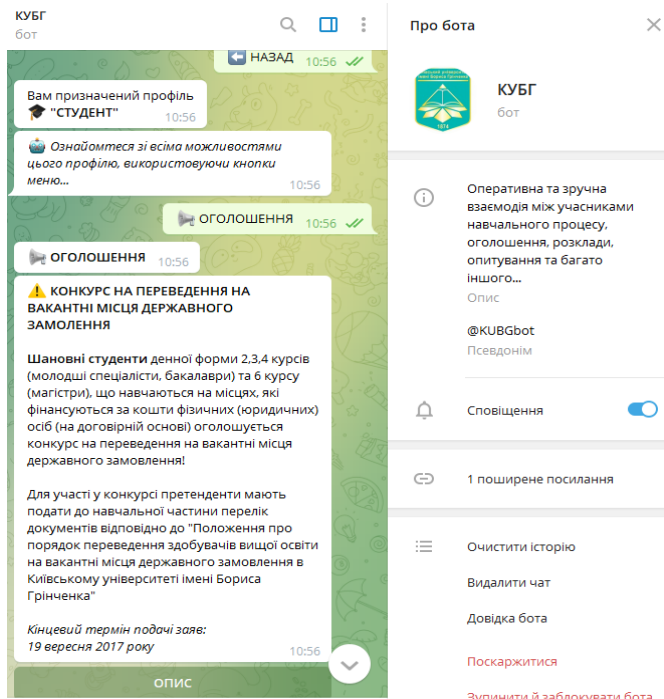 КУБГ
бот
НАЗАД 10:56
Вам призначений профіль
"СТУДЕНТ" 10:56
Ознайомтеся зі всіма можливостями
цього профілю, використовуючи кнопки
меню...
10:56
ОГОЛОШЕННЯ 10:56
ОГОЛОШЕННЯ 10:56
КОНКУРС НА ПЕРЕВЕДЕННЯ НА
ВАКАНТНІ МІСЦЯ ДЕРЖАВНОГО
ЗАМОЛЕННЯ
Шановні студенти денної форми 2,3,4 курсів
(молодші спеціалісти, бакалаври) та 6 курсу
(магістри), що навчаються на місцях, які
фінансуються за кошти фізичних (юридичних)
осіб (на договірній основі) оголошується
конкурс на переведення на вакантні місця
державного замовлення!
Для участі у конкурсі претенденти мають
подати до навчальної частини перелік
документів відповідно до "Положення про
порядок переведення здобувачів вищої освіти
на вакантні місця державного замовлення в
Київському університеті імені Бориса
Грінченка"
Кінцевий термін подачі заяв:
19 вересня 2017 року
10:56
ОПИС
Про бота
КУБГ
бот
Оперативна та зручна
взаємодія між учасниками
навчального процесу,
оголошення, розклади,
опитування та багато
іншого...
Опис
@KUBGbot
Псевдонім
Сповіщення
1 поширене посилання
Очистити історію
Видалити чат
Довідка бота
Поскаржитися
Зупинити й заблокувати бота